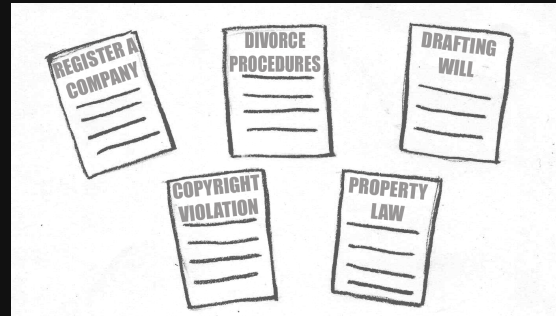 REGISTER A
COMPANY
DIVORCE
PROCEDURES
DRAFTING
WILL
COPYRIGHT
VIOLATION
PROPERTY
LAW